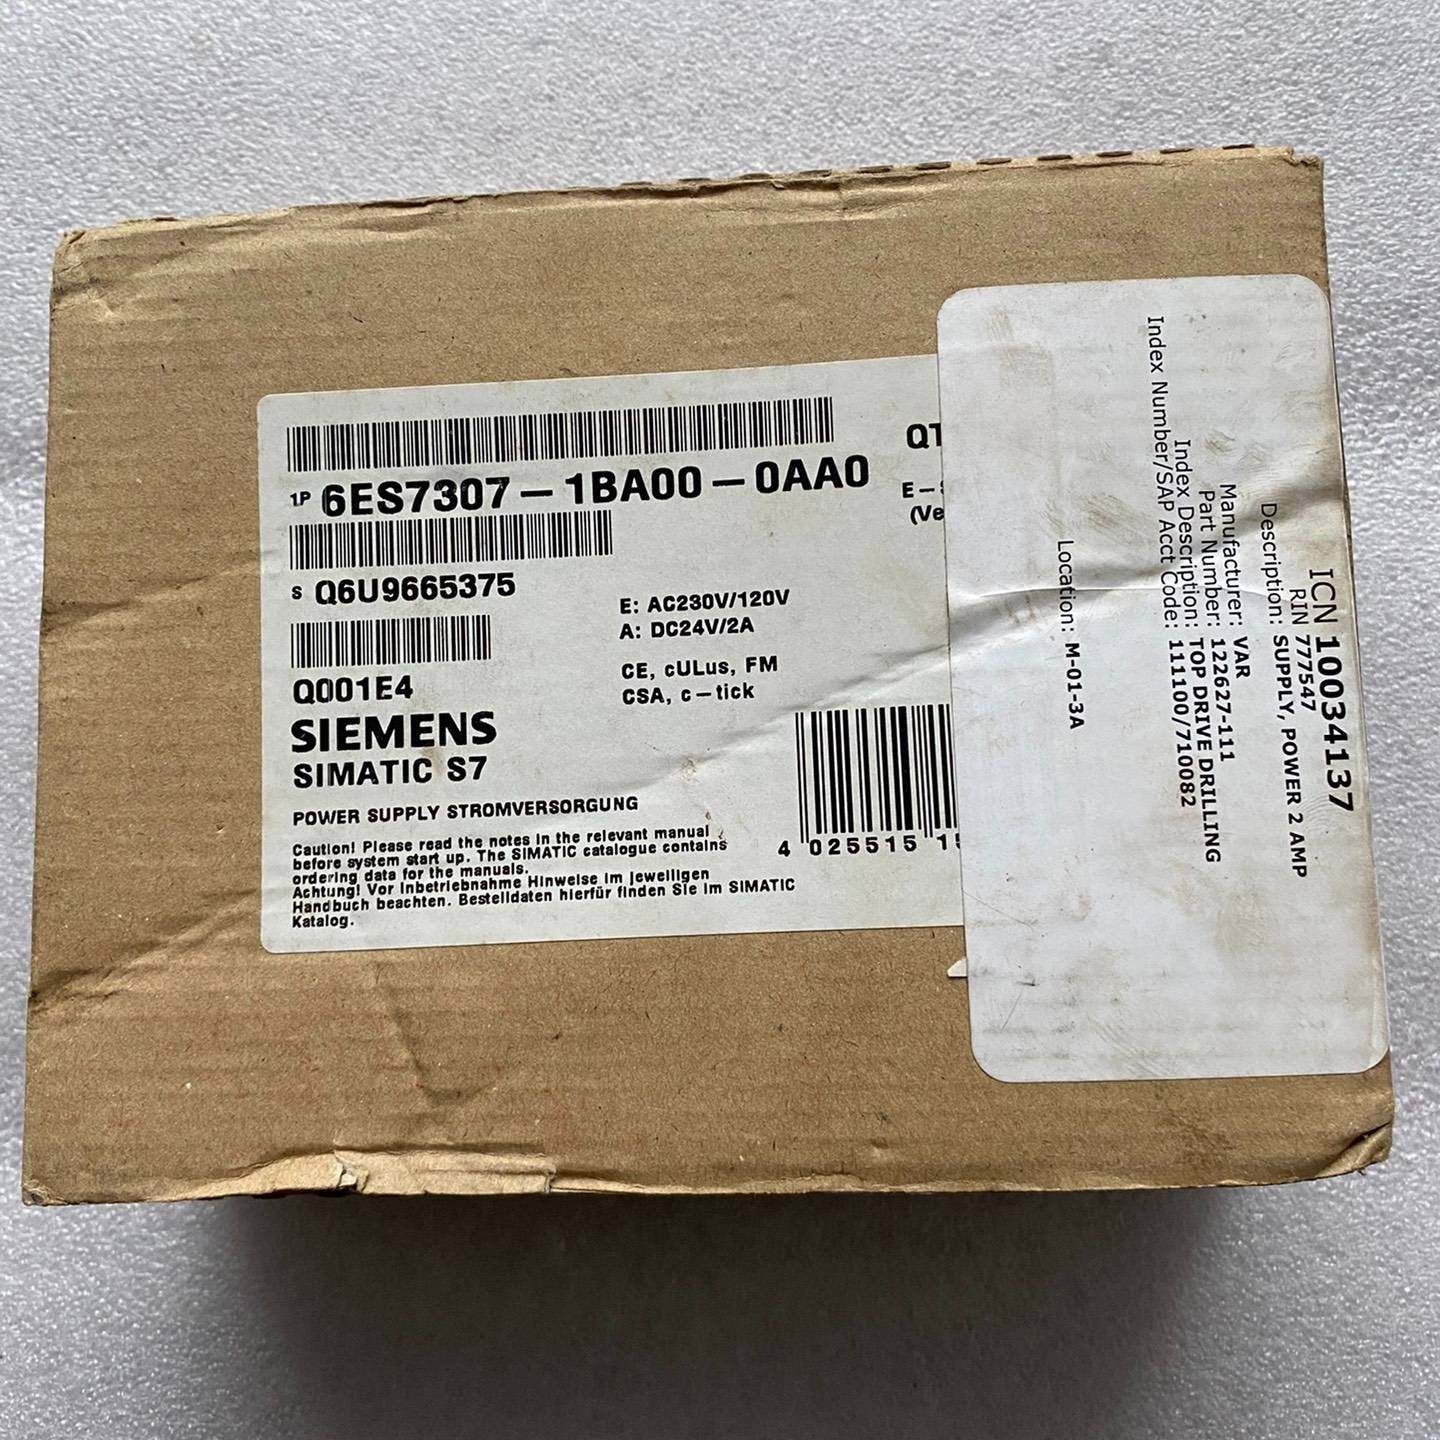 1P 6ES7307-1BA00-0AA0
S Q6U9665375
Q001E4
SIEMENS
SIMATIC S7
POWER SUPPLY STROMVERSORGUNG
Caution! Please read the notes in the relevant manual
before system start up. The SIMATIC catalogue contains
ordering data for the manuals.
Achtung! Vor Inbetriebnahme Hinweise im jeweiligen
Handbuch beachten. Bestelldaten hierfür finden Sie im SIMATIC
Katalog.
E: AC230V/120V
A: DC24V/2A
CE, cULus, FM
CSA, c-tick
QT
E-
(Ve
4 025515 15
ICN 10034137
RIN 777547
Description: SUPPLY, POWER 2 AMP
Manufacturer: VAR
Part Number: 122627-111
Index Description: TOP DRIVE DRILLING
Index Number/SAP Acct Code: 111100/710082
Location: M-01-3A